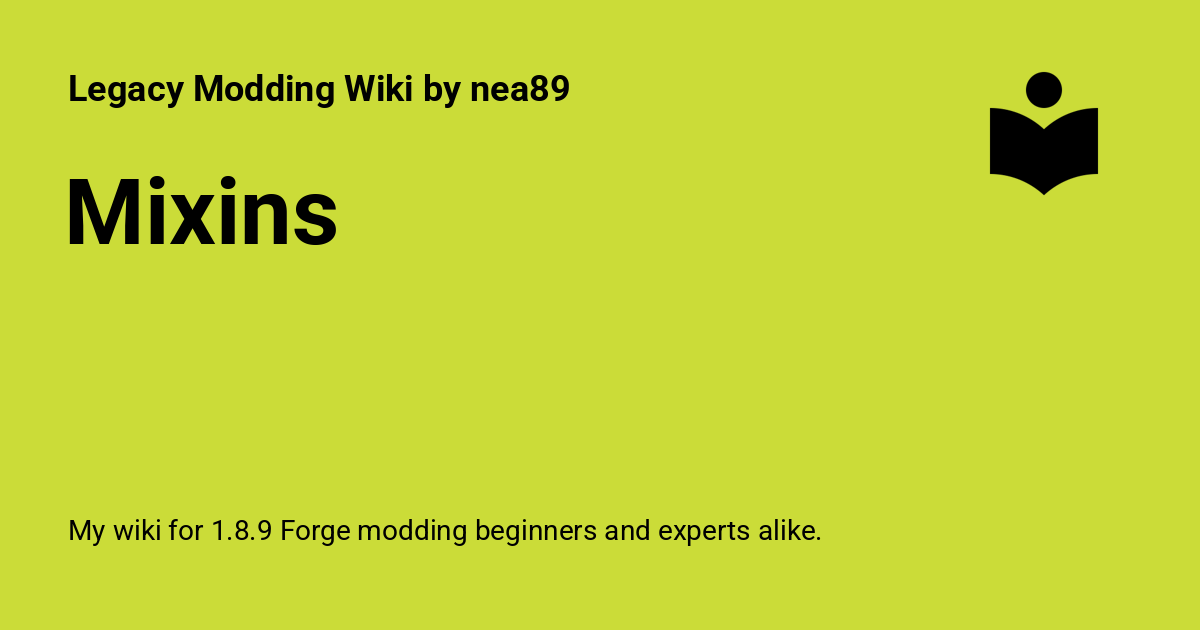 Legacy Modding Wiki by nea89
Mixins
My wiki for 1.8.9 Forge modding beginners and experts alike.